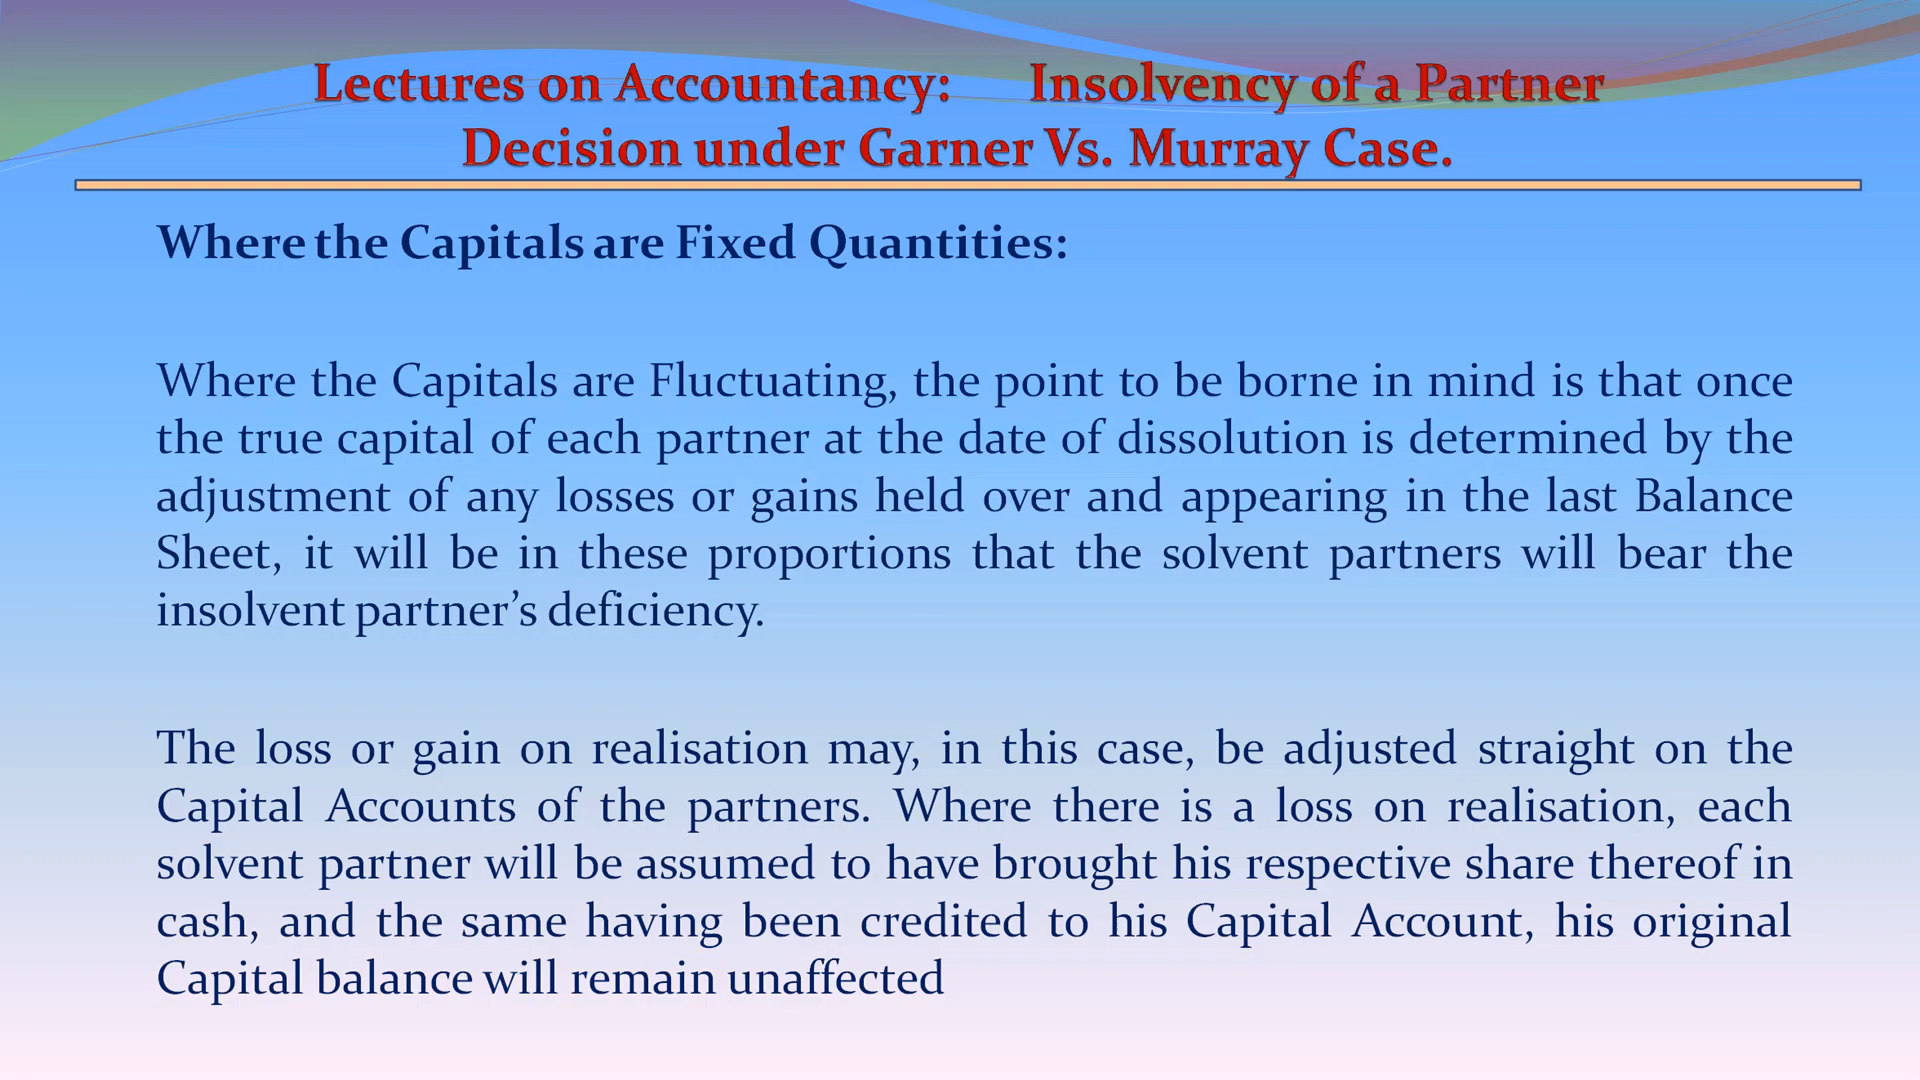 Lectures on Accountancy: Insolvency of a Partner
Decision under Garner Vs. Murray Case.
Where the Capitals are Fixed Quantities:
Where the Capitals are Fluctuating, the point to be borne in mind is that once
the true capital of each partner at the date of dissolution is determined by the
adjustment of any losses or gains held over and appearing in the last Balance
Sheet, it will be in these proportions that the solvent partners will bear the
insolvent partner’s deficiency.
The loss or gain on realisation may, in this case, be adjusted straight on the
Capital Accounts of the partners. Where there is a loss on realisation, each
solvent partner will be assumed to have brought his respective share thereof in
cash, and the same having been credited to his Capital Account, his original
Capital balance will remain unaffected